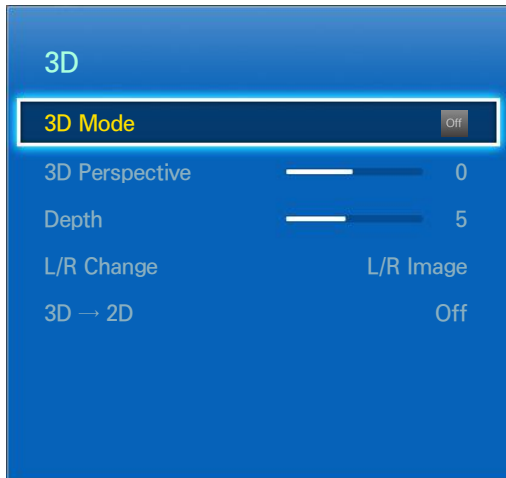 3D
3D Mode Off
3D Perspective 0
Depth 5
L/R Change L/R Image
3D → 2D Off